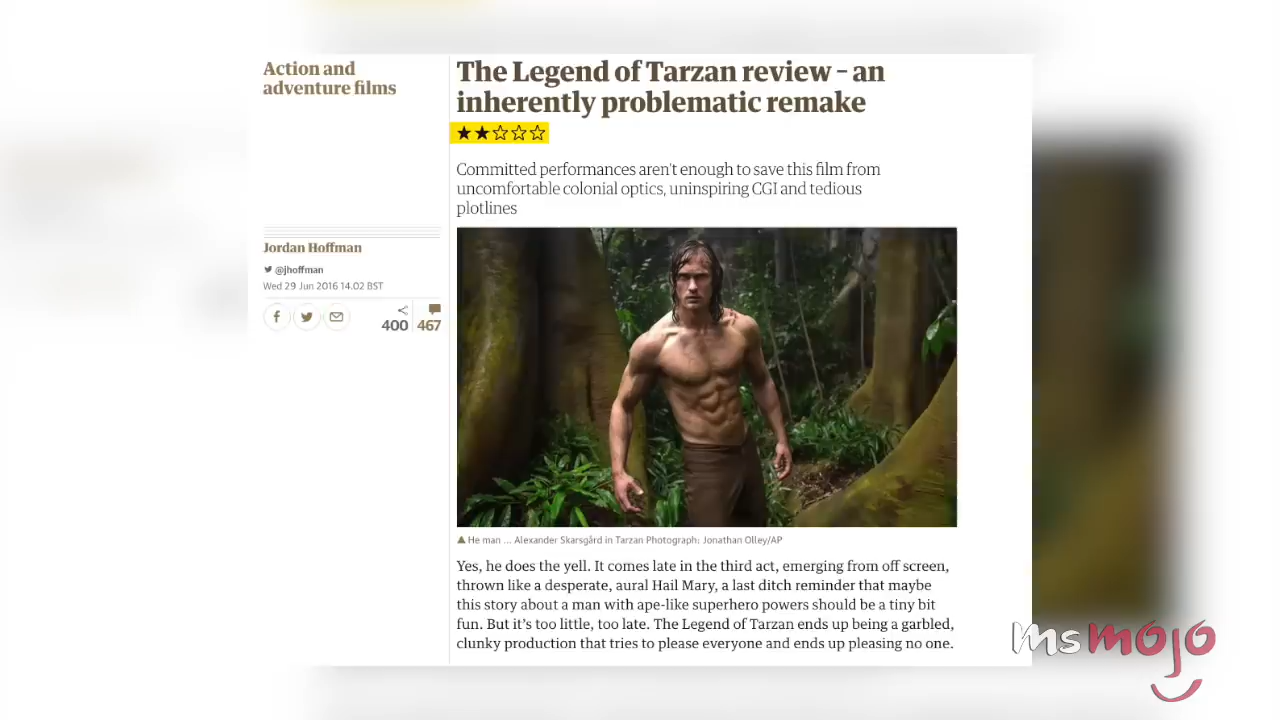 Action and
adventure films
The Legend of Tarzan review – an
inherently problematic remake
★★☆☆☆
Committed performances aren't enough to save this film from
uncomfortable colonial optics, uninspiring CGI and tedious
plotlines
Jordan Hoffman
@jhoffman
Wed 29 Jun 2016 14.02 BST
400
467
He man ... Alexander Skarsgård in Tarzan Photograph: Jonathan Olley/AP
Yes, he does the yell. It comes late in the third act, emerging from off screen,
thrown like a desperate, aural Hail Mary, a last ditch reminder that maybe
this story about a man with ape-like superhero powers should be a tiny bit
fun. But it's too little, too late. The Legend of Tarzan ends up being a garbled,
clunky production that tries to please everyone and ends up pleasing no one.
msmojo